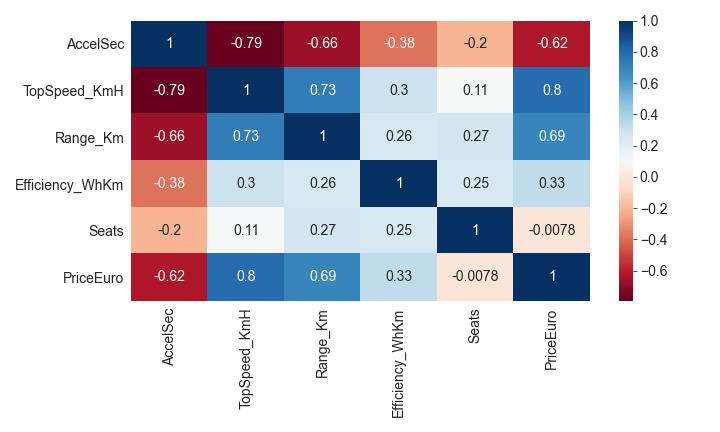 AccelSec 1 -0.79 -0.66 -0.38 -0.2 -0.62
TopSpeed_KmH -0.79 1 0.73 0.3 0.11 0.8
Range_Km -0.66 0.73 1 0.26 0.27 0.69
Efficiency_WhKm -0.38 0.3 0.26 1 0.25 0.33
Seats -0.2 0.11 0.27 0.25 1 -0.0078
PriceEuro -0.62 0.8 0.69 0.33 -0.0078 1
AccelSec
TopSpeed_KmH
Range_Km
Efficiency_WhKm
Seats
PriceEuro
1.0
0.8
0.6
0.4
0.2
0.0
−0.2
−0.4
−0.6